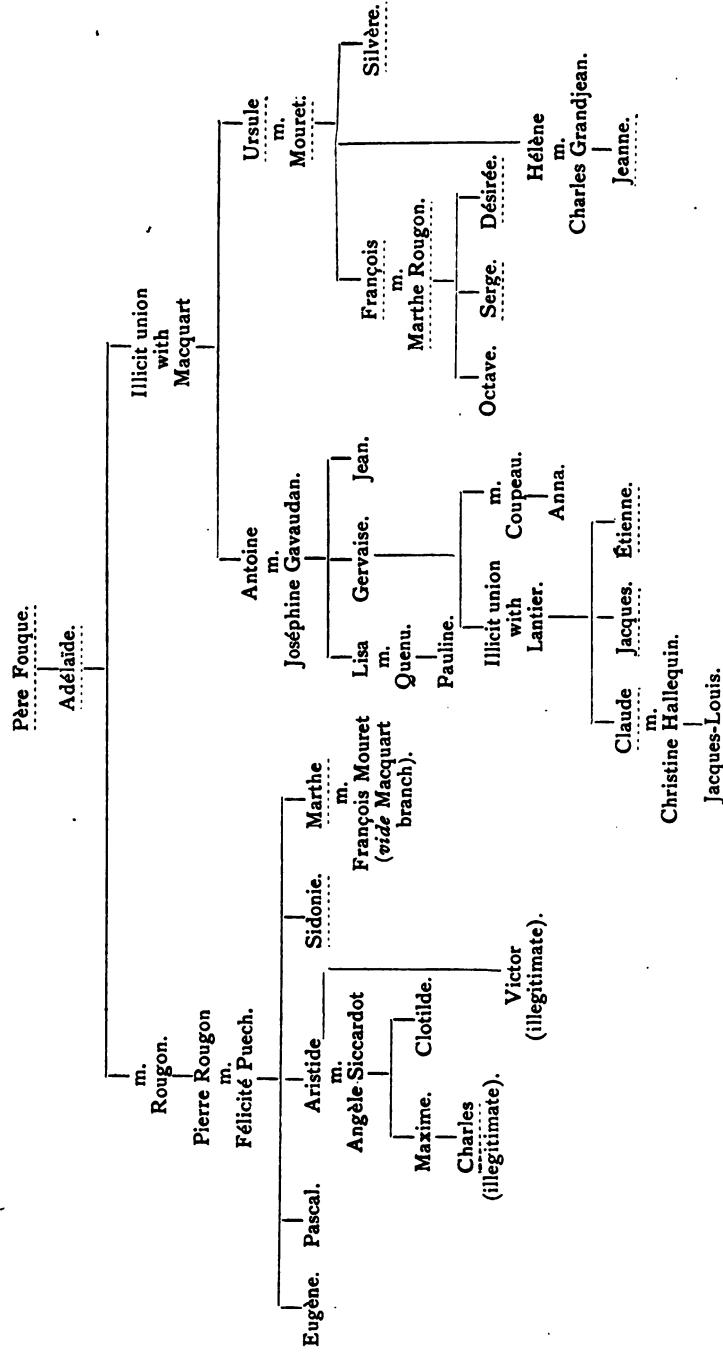 Père Fouque.
Adélaïde.
m.
Rougon.
Illicit union
with
Macquart
Pierre Rougon
m.
Félicité Puech.
Antoine
m.
Joséphine Gavaudan.
Ursule
m.
Mouret.
Eugène.
Pascal.
Aristide
m.
Angèle Siccardot
Sidonie.
Marthe
m.
François Mouret
(vide Macquart
branch).
Lisa
m.
Quenu.
Gervaise.
Jean.
François
m.
Marthe Rougon.
Silvère.
Maxime.
Clotilde.
Pauline.
Illicit union
with
Lantier.
m.
Coupeau.
Anna.
Octave.
Serge.
Désirée.
Hélène
m.
Charles Grandjean.
Jeanne.
Charles
(illegitimate).
Victor
(illegitimate).
Claude
m.
Christine Hallequin.
Jacques.
Étienne.
Jacques-Louis.